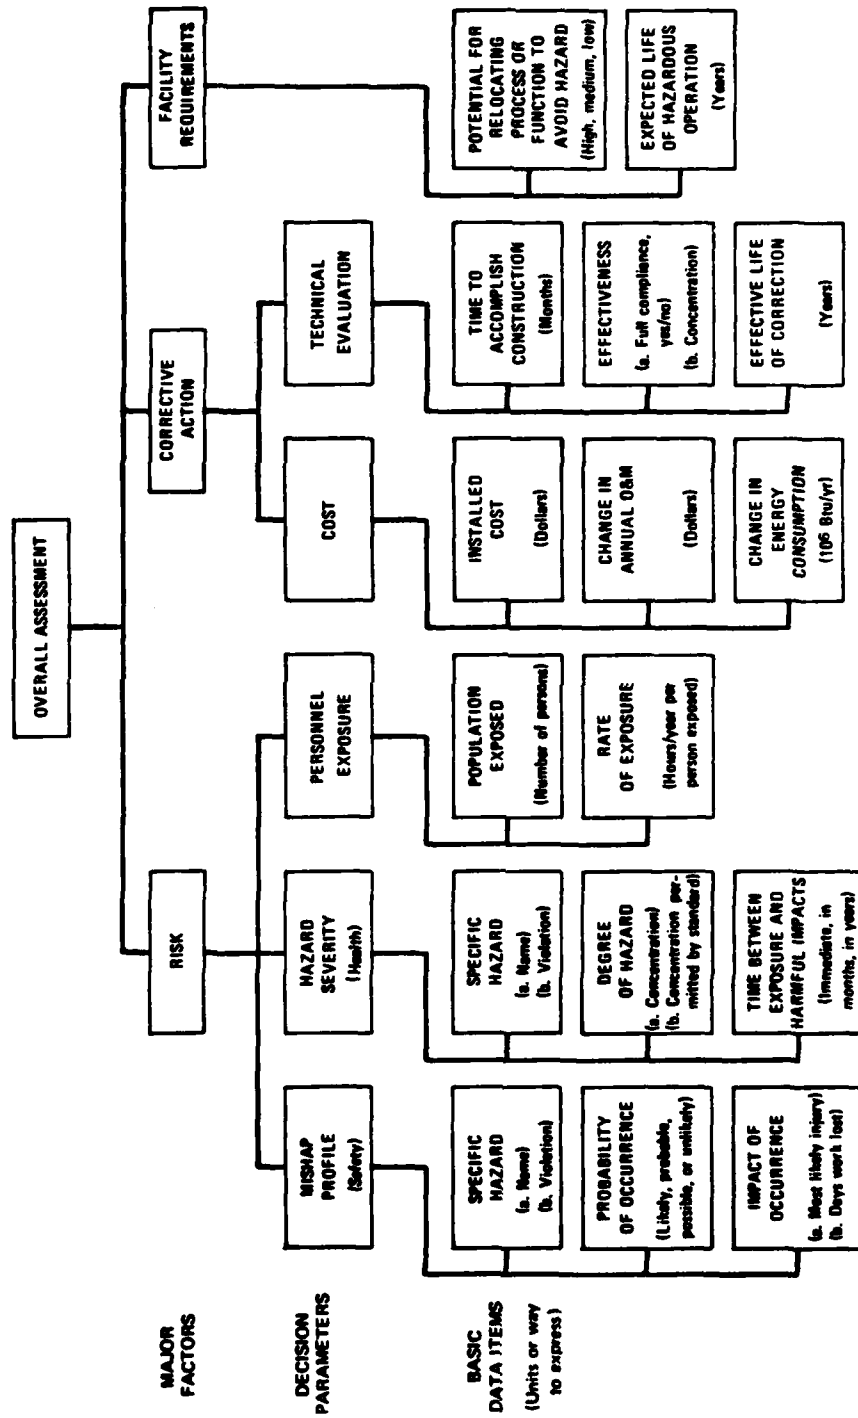 OVERALL ASSESSMENT
MAJOR
FACTORS
RISK
CORRECTIVE
ACTION
FACILITY
REQUIREMENTS
DECISION
PARAMETERS
MISHAP
PROFILE
(Safety)
HAZARD
SEVERITY
(Health)
PERSONNEL
EXPOSURE
COST
TECHNICAL
EVALUATION
BASIC
DATA ITEMS
(Units or way
to express)
SPECIFIC
HAZARD
(a. Name)
(b. Violation)
SPECIFIC
HAZARD
(a. Name)
(b. Violation)
POPULATION
EXPOSED
(Number of persons)
INSTALLED
COST
(Dollars)
TIME TO
ACCOMPLISH
CONSTRUCTION
(Months)
POTENTIAL FOR
RELOCATING
PROCESS OR
FUNCTION TO
AVOID HAZARD
(High, medium, low)
PROBABILITY
OF OCCURRENCE
(Likely, probable,
possible, or unlikely)
DEGREE
OF HAZARD
(a. Concentration)
(b. Concentration per-
mitted by standard)
RATE
OF EXPOSURE
(Hours/year per
person exposed)
CHANGE IN
ANNUAL O&M
(Dollars)
EFFECTIVENESS
(a. Full compliance,
yes/no)
(b. Concentration)
EXPECTED LIFE
OF HAZARDOUS
OPERATION
(Years)
IMPACT OF
OCCURRENCE
(a. Most likely injury)
(b. Days work lost)
TIME BETWEEN
EXPOSURE AND
HARMFUL IMPACTS
(Immediate, in
months, in years)
CHANGE IN
ENERGY
CONSUMPTION
(10⁶ Btu/yr)
EFFECTIVE LIFE
OF CORRECTION
(Years)